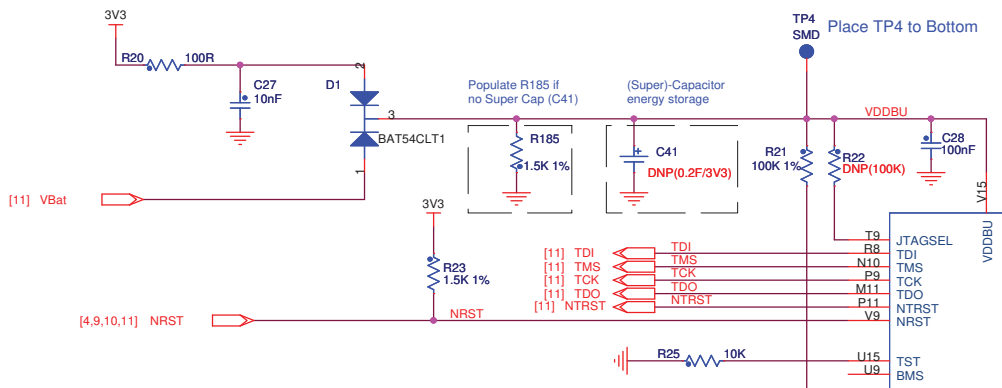 3V3
R20
100R
C27
10nF
D1
2
3
1
BAT54CLT1
[11] VBat
Populate R185 if
no Super Cap (C41)
R185
1.5K 1%
(Super)-Capacitor
energy storage
C41
DNP(0.2F/3V3)
TP4
SMD
Place TP4 to Bottom
VDDBU
R21
100K 1%
R22
DNP(100K)
C28
100nF
V15
VDDBU
3V3
R23
1.5K 1%
T9 JTAGSEL
[11] TDI TDI R8 TDI
[11] TMS TMS N10 TMS
[11] TCK TCK P9 TCK
[11] TDO TDO M11 TDO
[11] NTRST NTRST P11 NTRST
[4,9,10,11] NRST NRST V9 NRST
R25 10K U15 TST
U9 BMS